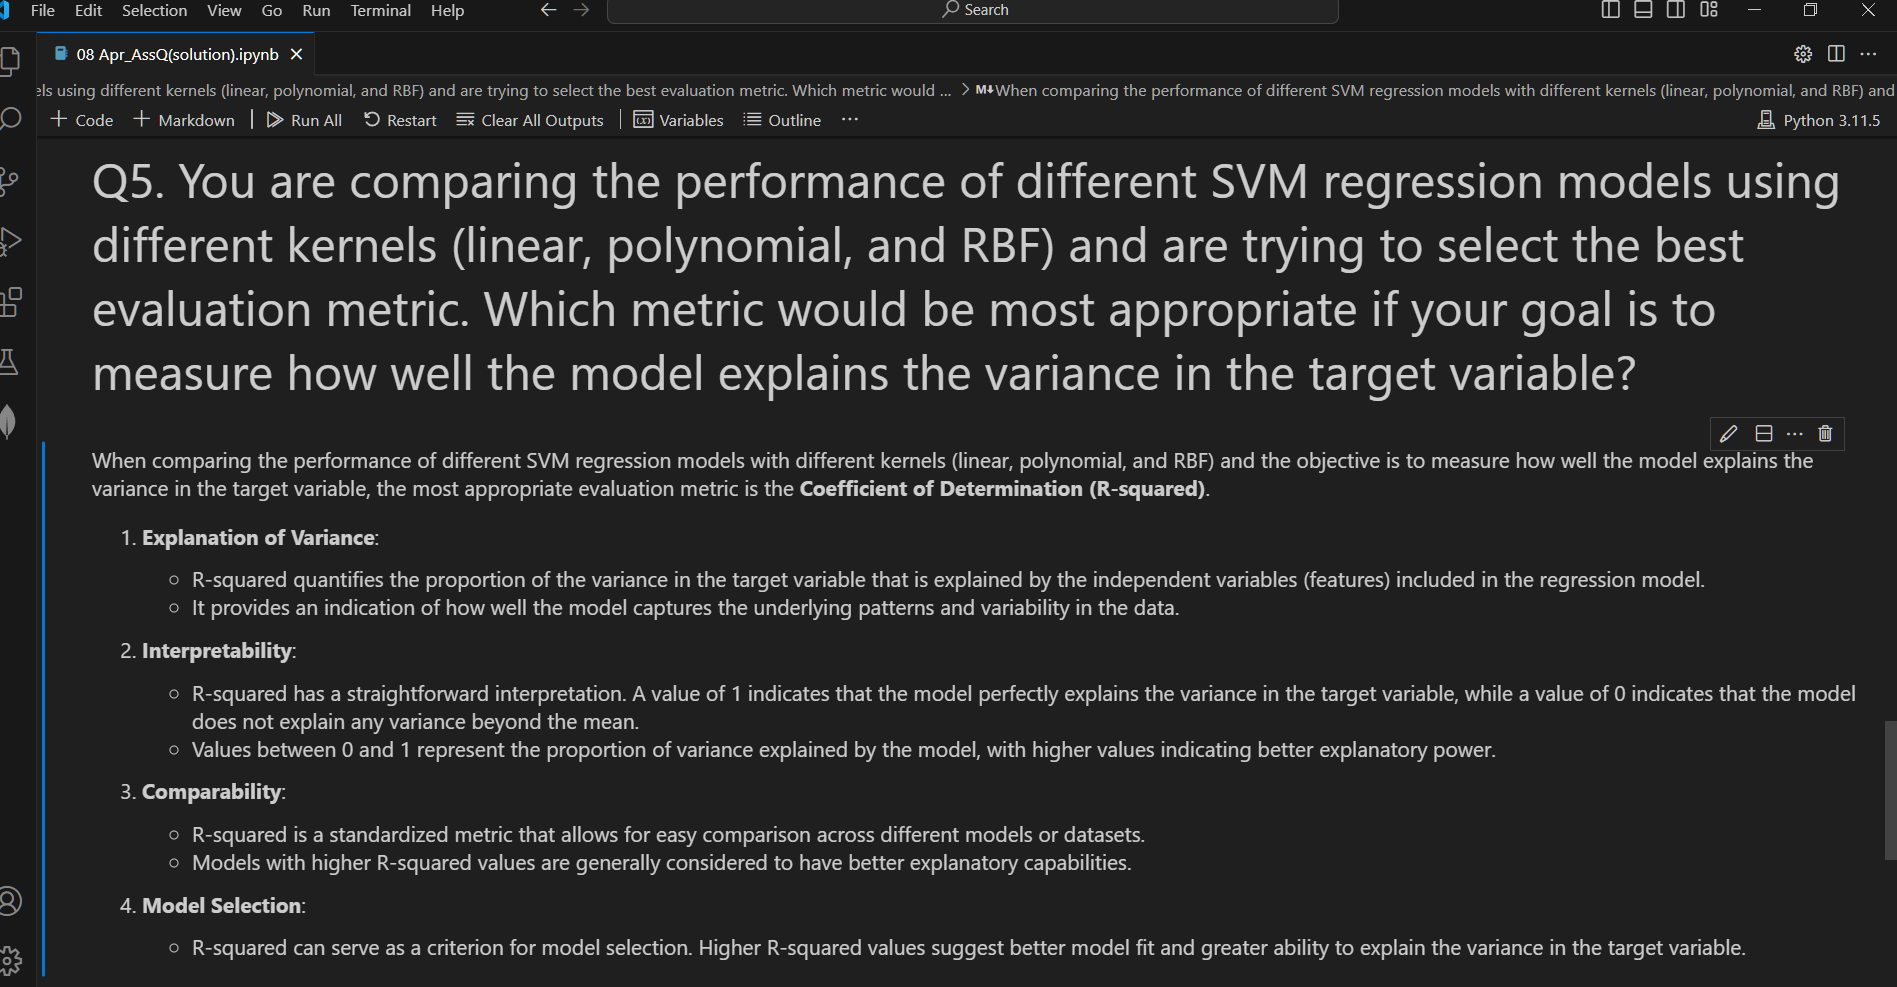 File Edit Selection View Go Run Terminal Help
Search
08 Apr_AssQ(solution).ipynb
els using different kernels (linear, polynomial, and RBF) and are trying to select the best evaluation metric. Which metric would ... > M↓When comparing the performance of different SVM regression models with different kernels (linear, polynomial, and RBF) and
+ Code + Markdown Run All Restart Clear All Outputs Variables Outline ... Python 3.11.5
Q5. You are comparing the performance of different SVM regression models using
different kernels (linear, polynomial, and RBF) and are trying to select the best
evaluation metric. Which metric would be most appropriate if your goal is to
measure how well the model explains the variance in the target variable?
When comparing the performance of different SVM regression models with different kernels (linear, polynomial, and RBF) and the objective is to measure how well the model explains the
variance in the target variable, the most appropriate evaluation metric is the Coefficient of Determination (R-squared).
1. Explanation of Variance:
○ R-squared quantifies the proportion of the variance in the target variable that is explained by the independent variables (features) included in the regression model.
○ It provides an indication of how well the model captures the underlying patterns and variability in the data.
2. Interpretability:
○ R-squared has a straightforward interpretation. A value of 1 indicates that the model perfectly explains the variance in the target variable, while a value of 0 indicates that the model
does not explain any variance beyond the mean.
○ Values between 0 and 1 represent the proportion of variance explained by the model, with higher values indicating better explanatory power.
3. Comparability:
○ R-squared is a standardized metric that allows for easy comparison across different models or datasets.
○ Models with higher R-squared values are generally considered to have better explanatory capabilities.
4. Model Selection:
○ R-squared can serve as a criterion for model selection. Higher R-squared values suggest better model fit and greater ability to explain the variance in the target variable.